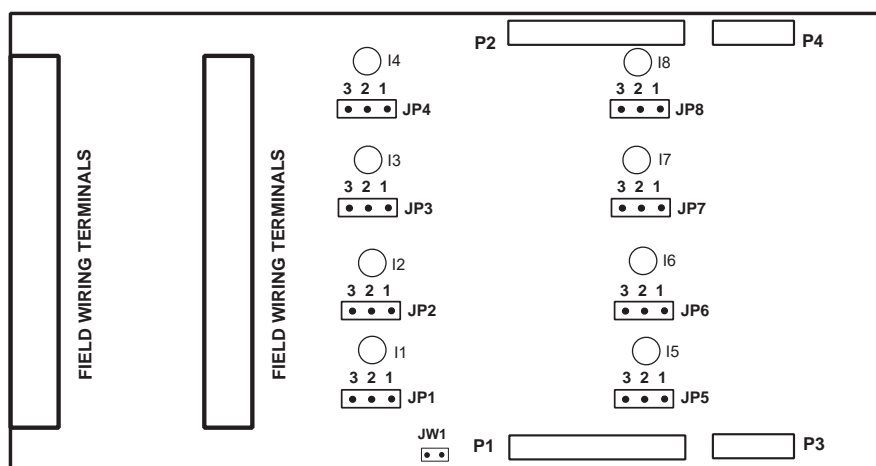 P2
P4
I4
I8
3 2 1
JP4
3 2 1
JP8
I3
I7
3 2 1
JP3
3 2 1
JP7
FIELD WIRING TERMINALS
FIELD WIRING TERMINALS
I2
I6
3 2 1
JP2
3 2 1
JP6
I1
I5
3 2 1
JP1
3 2 1
JP5
JW1
P1
P3